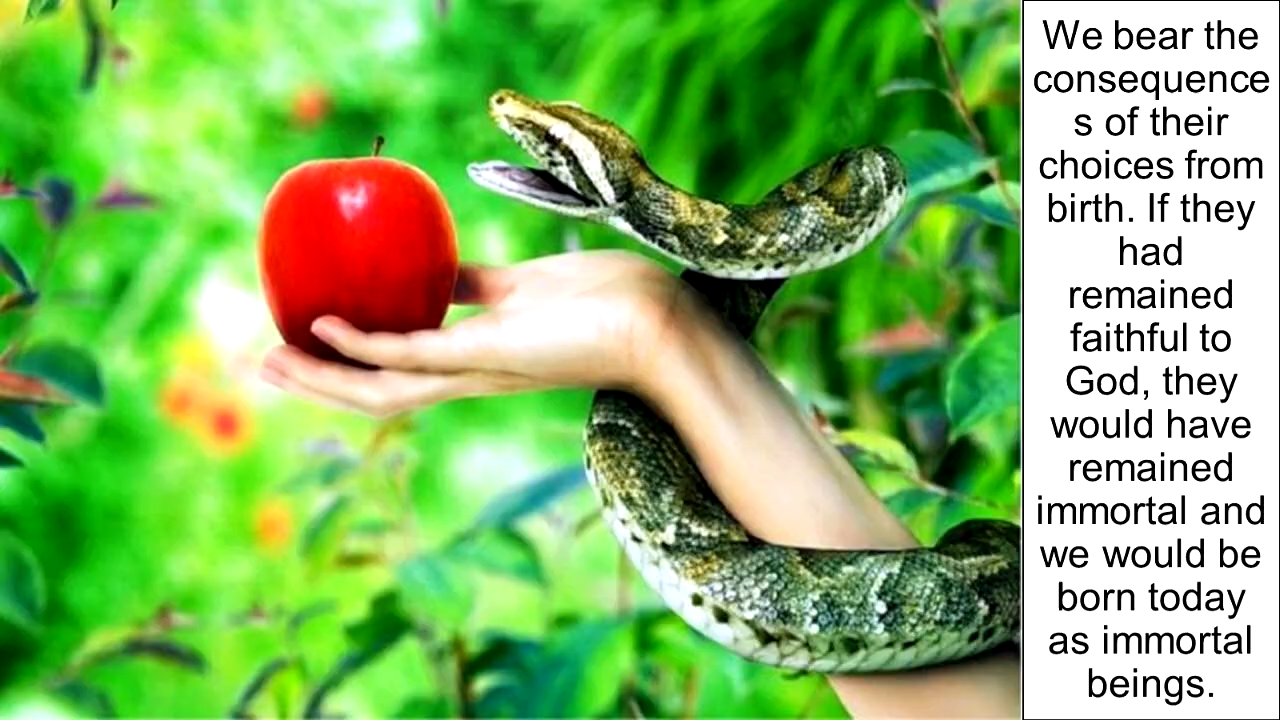 We bear the
consequence
s of their
choices from
birth. If they
had
remained
faithful to
God, they
would have
remained
immortal and
we would be
born today
as immortal
beings.